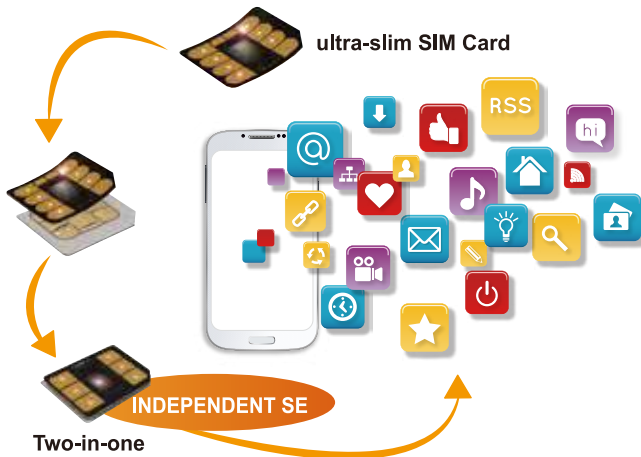 ultra-slim SIM Card
RSS
hi
@
INDEPENDENT SE
Two-in-one